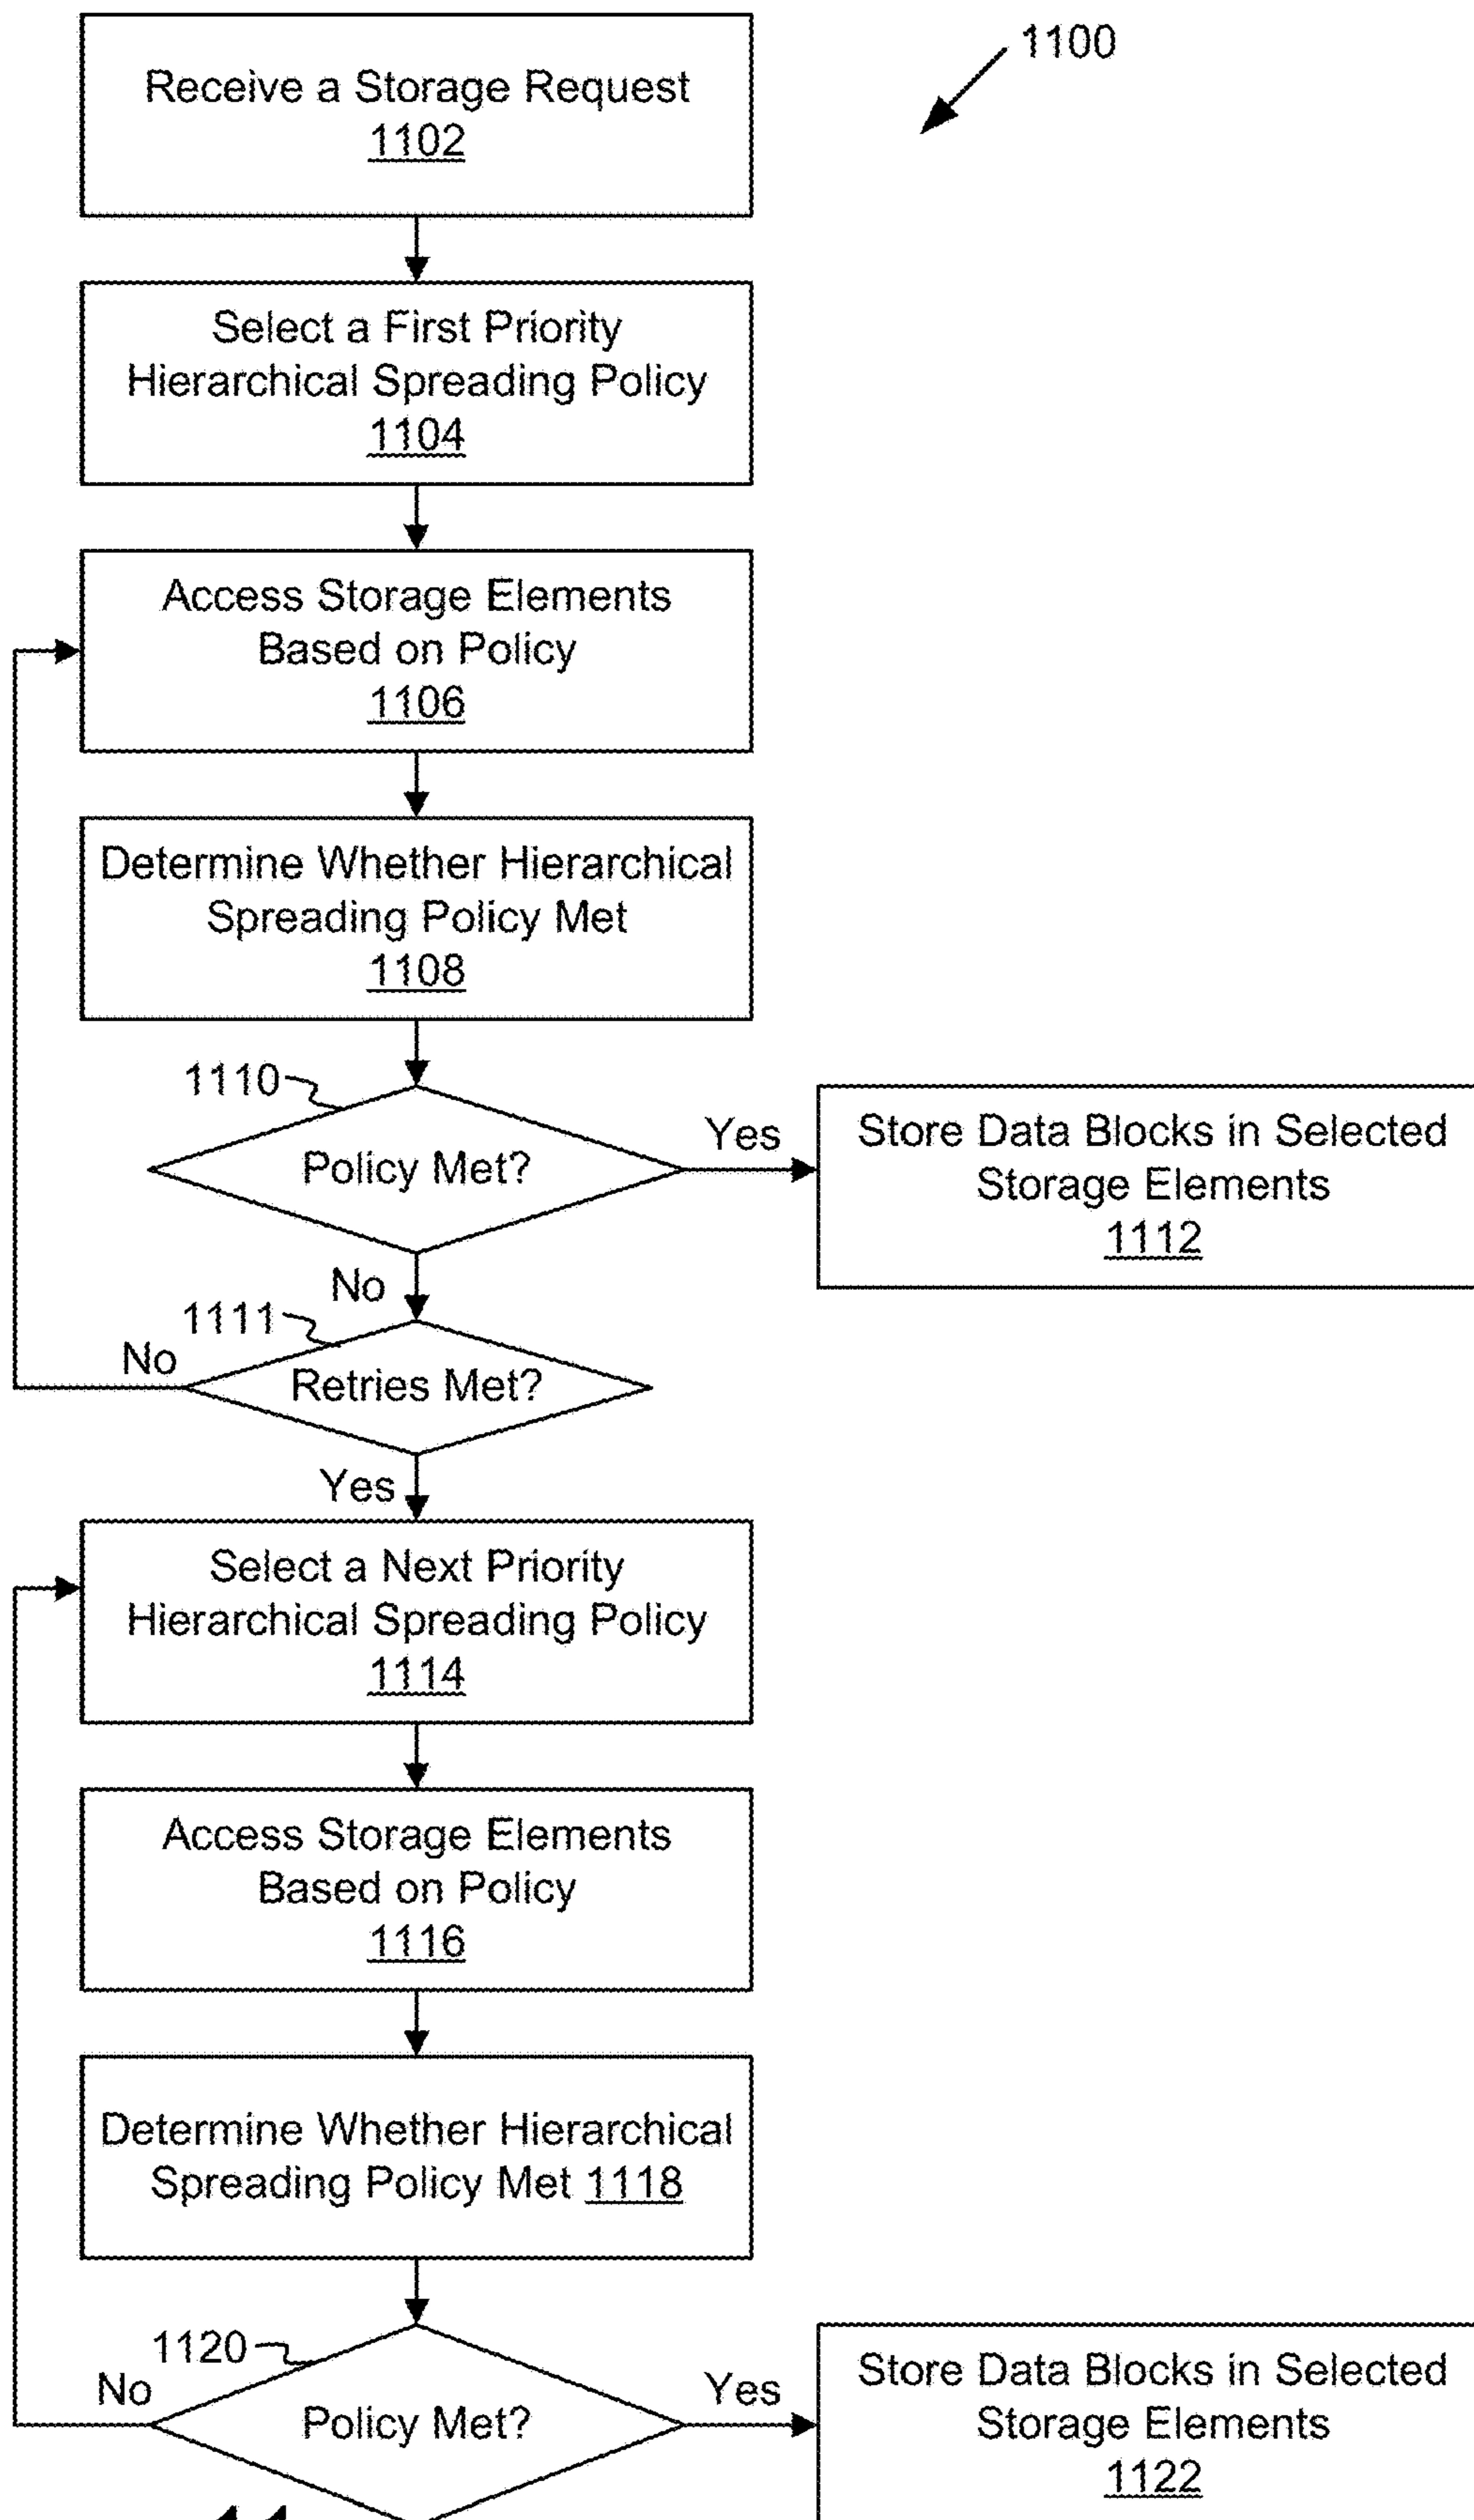 1100
Receive a Storage Request
1102
Select a First Priority
Hierarchical Spreading Policy
1104
Access Storage Elements
Based on Policy
1106
Determine Whether Hierarchical
Spreading Policy Met
1108
1110
Policy Met?
Yes
Store Data Blocks in Selected
Storage Elements
1112
No
1111
No
Retries Met?
Yes
Select a Next Priority
Hierarchical Spreading Policy
1114
Access Storage Elements
Based on Policy
1116
Determine Whether Hierarchical
Spreading Policy Met 1118
1120
No
Policy Met?
Yes
Store Data Blocks in Selected
Storage Elements
1122